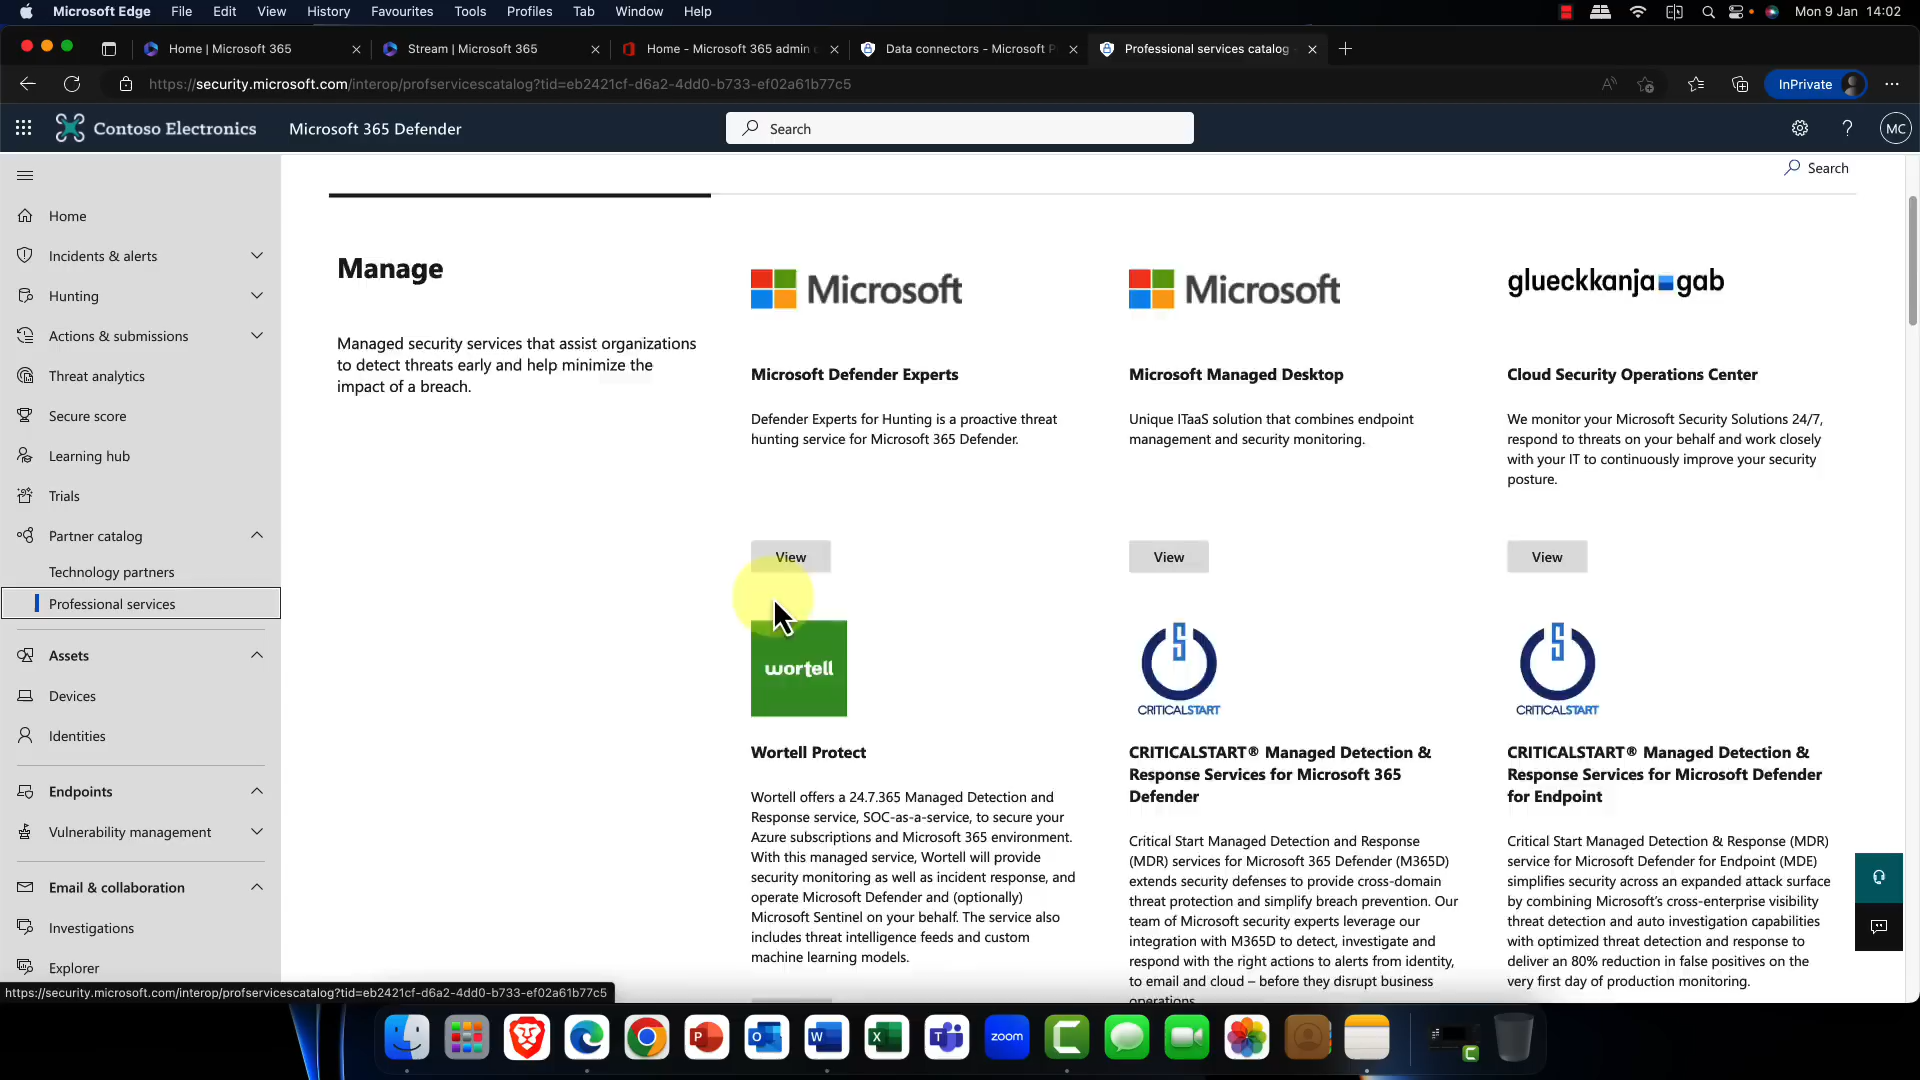 Microsoft Edge File Edit View History Favourites Tools Profiles Tab Window Help Mon 9 Jan 14:02
Home | Microsoft 365
Stream | Microsoft 365
Home - Microsoft 365 admin
Data connectors - Microsoft
Professional services catalog
https://security.microsoft.com/interop/profservicescatalog?tid=eb2421cf-d6a2-4dd0-b733-ef02a61b77c5
InPrivate
Contoso Electronics
Microsoft 365 Defender
Search
?
MC
Search
Home
Incidents & alerts
Hunting
Actions & submissions
Threat analytics
Secure score
Learning hub
Trials
Partner catalog
Technology partners
Professional services
Assets
Devices
Identities
Endpoints
Vulnerability management
Email & collaboration
Investigations
Explorer
https://security.microsoft.com/interop/profservicescatalog?tid=eb2421cf-d6a2-4dd0-b733-ef02a61b77c5
Manage
Managed security services that assist organizations
to detect threats early and help minimize the
impact of a breach.
Microsoft
Microsoft Defender Experts
Defender Experts for Hunting is a proactive threat
hunting service for Microsoft 365 Defender.
View
Microsoft
Microsoft Managed Desktop
Unique ITaaS solution that combines endpoint
management and security monitoring.
View
glueckkanja gab
Cloud Security Operations Center
We monitor your Microsoft Security Solutions 24/7,
respond to threats on your behalf and work closely
with your IT to continuously improve your security
posture.
View
wortell
Wortell Protect
Wortell offers a 24.7.365 Managed Detection and
Response service, SOC-as-a-service, to secure your
Azure subscriptions and Microsoft 365 environment.
With this managed service, Wortell will provide
security monitoring as well as incident response, and
operate Microsoft Defender and (optionally)
Microsoft Sentinel on your behalf. The service also
includes threat intelligence feeds and custom
machine learning models.
CRITICALSTART
CRITICALSTART® Managed Detection &
Response Services for Microsoft 365
Defender
Critical Start Managed Detection and Response
(MDR) services for Microsoft 365 Defender (M365D)
extends security defenses to provide cross-domain
threat protection and simplify breach prevention. Our
team of Microsoft security experts leverage our
integration with M365D to detect, investigate and
respond with the right actions to alerts from identity,
to email and cloud – before they disrupt business
operations.
CRITICALSTART
CRITICALSTART® Managed Detection &
Response Services for Microsoft Defender
for Endpoint
Critical Start Managed Detection & Response (MDR)
service for Microsoft Defender for Endpoint (MDE)
simplifies security across an expanded attack surface
by combining Microsoft's cross-enterprise visibility
threat detection and auto investigation capabilities
with optimized threat detection and response to
deliver an 80% reduction in false positives on the
very first day of production monitoring.
zoom